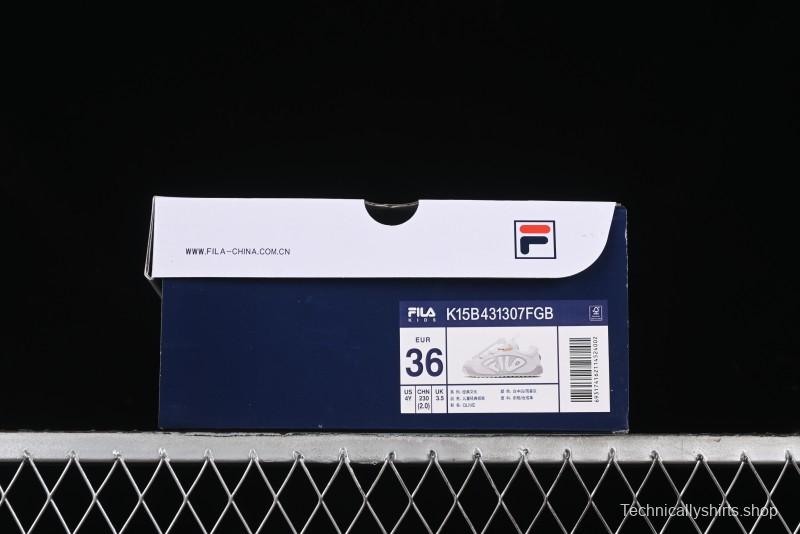 WWW.FILA-CHINA.COM.CN
FILA
KIDS
K15B431307FGB
EUR
36
US
4Y
CHN
230
(2.0)
UK
3.5
693174162114524002
Technicallyshirts.shop